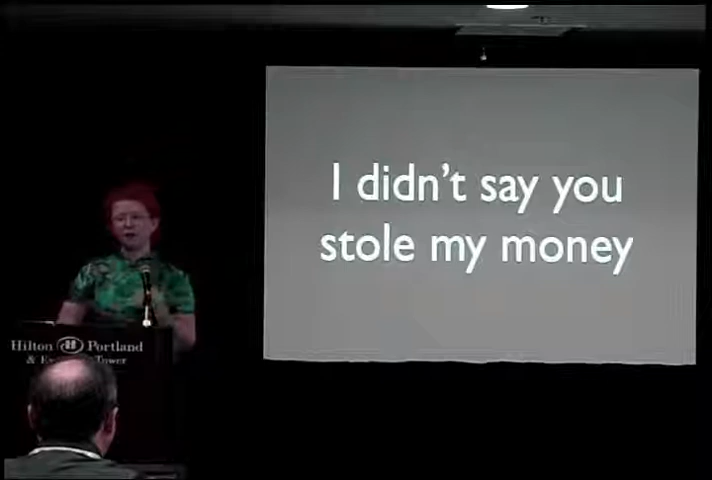 I didn't say you
stole my money
Hilton Portland
& Tower